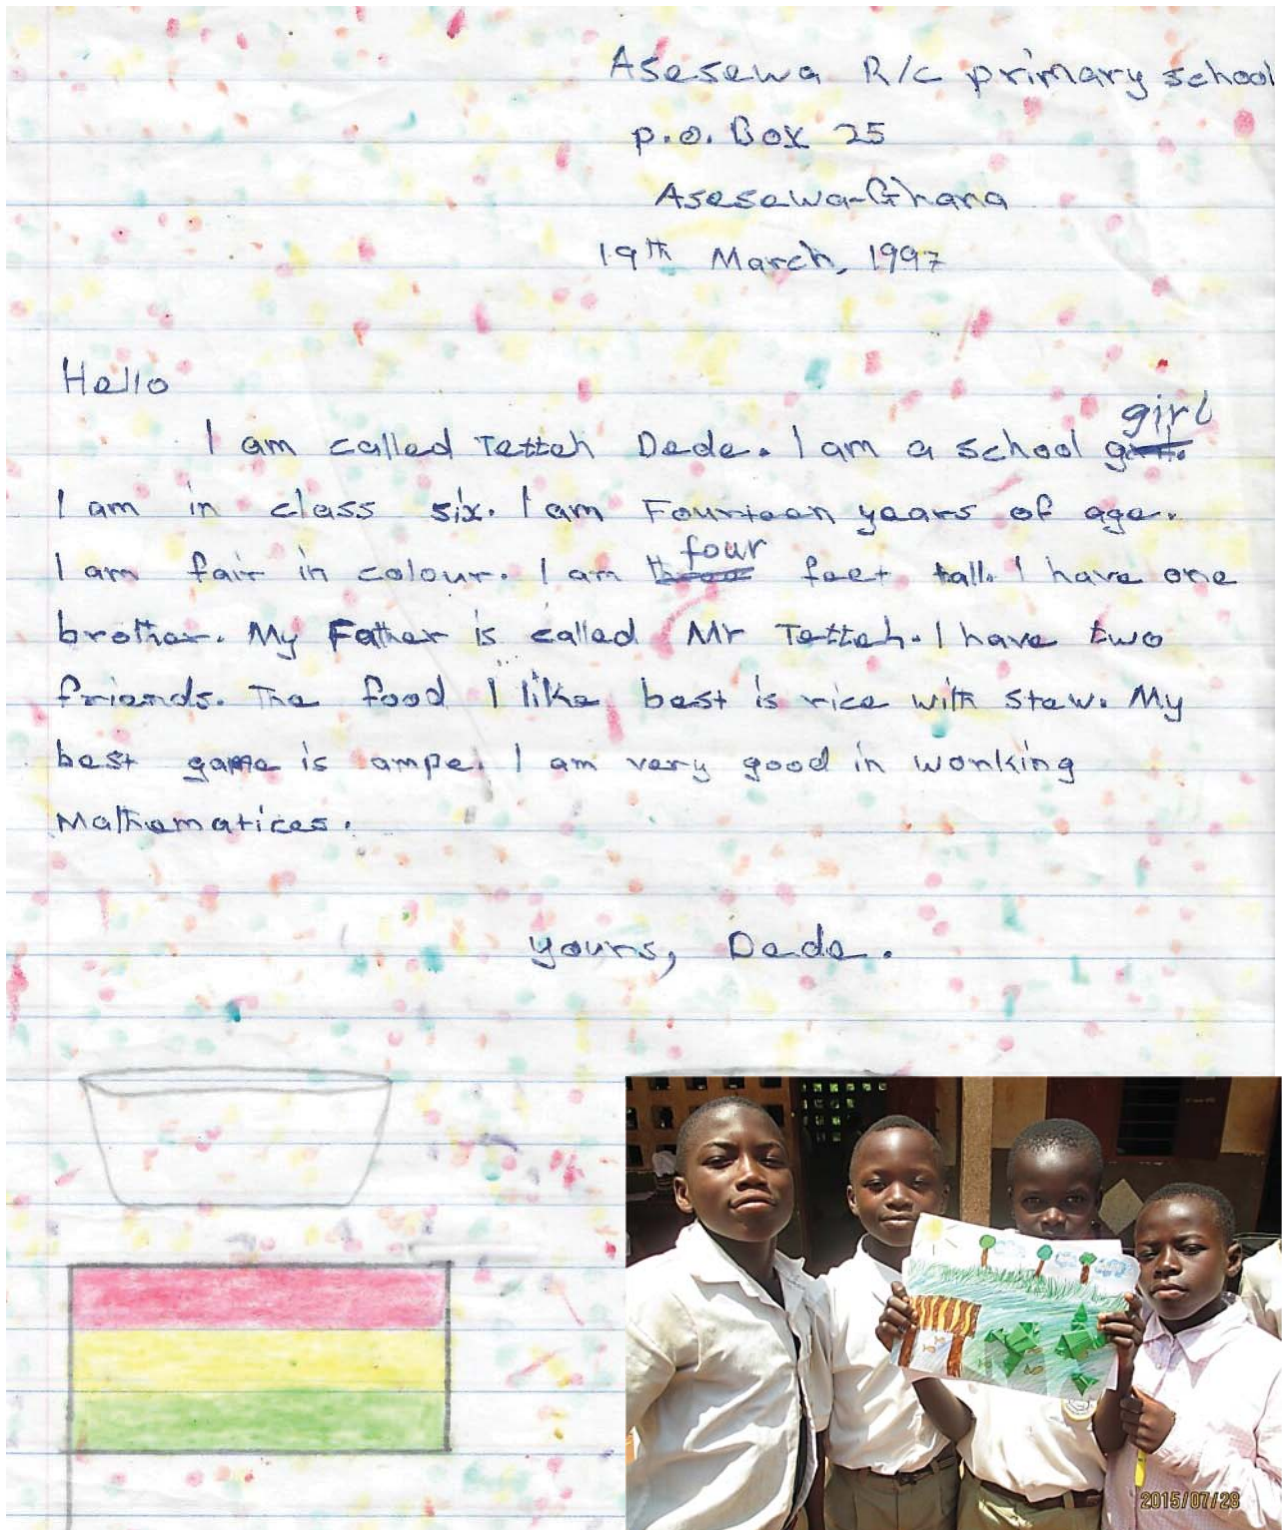 Asesewa R/C primary school
p.o. Box 25
Asesewa-Ghana
19th March, 1997
Hello
I am called Tetteh Dede. I am a school girl
I am in class six. I am Fourteen years of age.
I am fair in colour. I am four feet tall. I have one
brother. My Father is called Mr Tetteh. I have two
friends. The food I like best is rice with stew. My
best game is ampe. I am very good in wonking
Mathematices.
yours, Dede.
2015/07/28